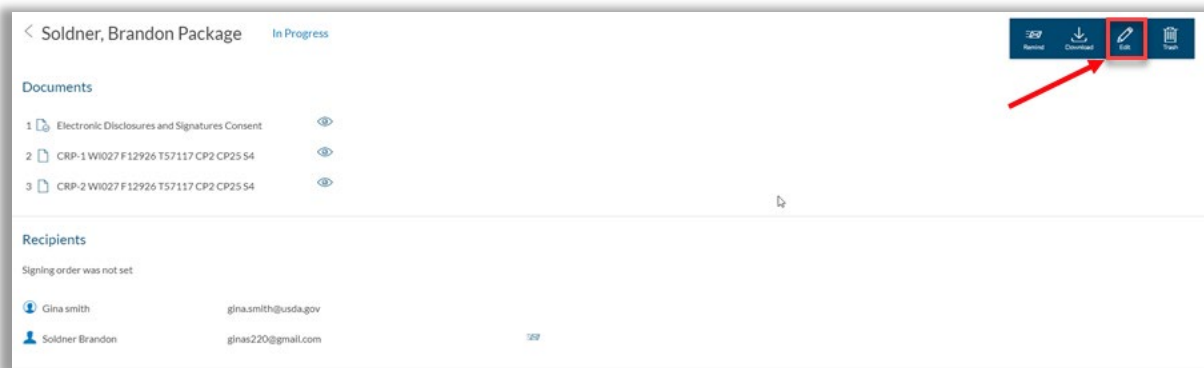 Soldner, Brandon Package In Progress
Remind Download Edit Trash
Documents
1 Electronic Disclosures and Signatures Consent
2 CRP-1 WI027 F12926 T57117 CP2 CP25 S4
3 CRP-2 WI027 F12926 T57117 CP2 CP25 S4
Recipients
Signing order was not set
Gina smith gina.smith@usda.gov
Soldner Brandon ginas220@gmail.com